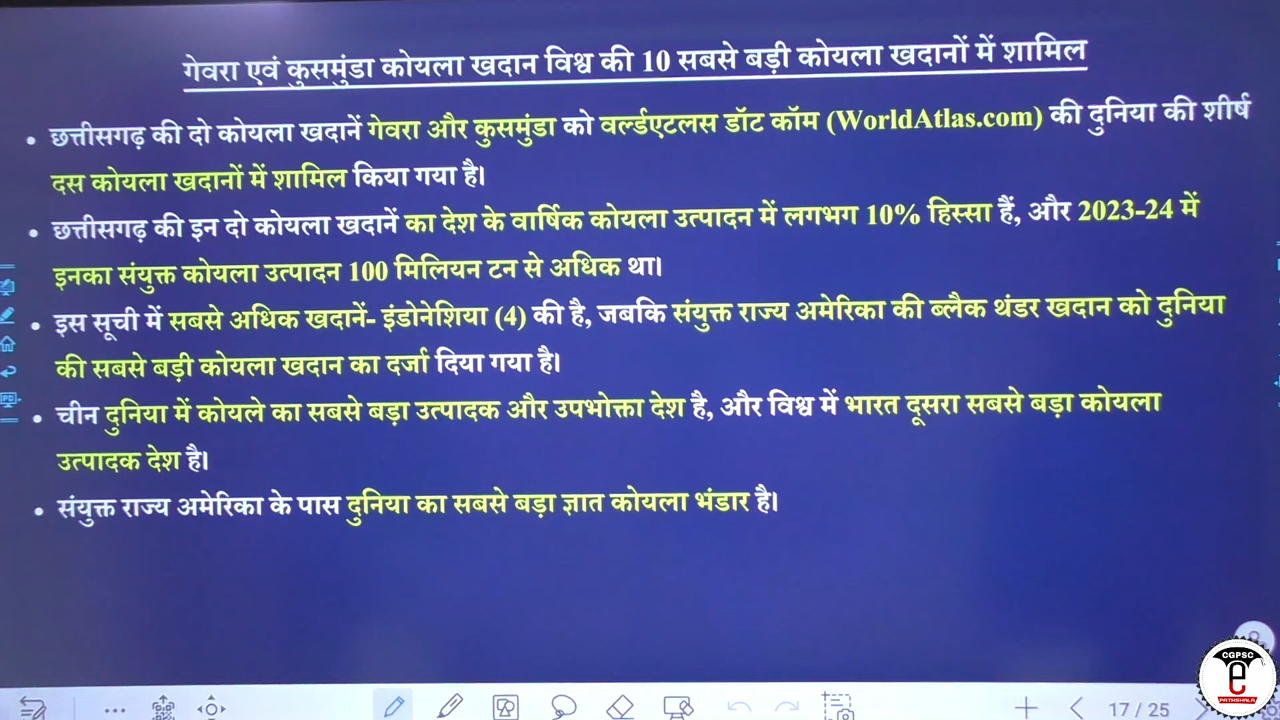 गेवरा एवं कुसमुंडा कोयला खदान विश्व की 10 सबसे बड़ी कोयला खदानों में शामिल
• छत्तीसगढ़ की दो कोयला खदानें गेवरा और कुसमुंडा को वर्ल्डएटलस डॉट कॉम (WorldAtlas.com) की दुनिया की शीर्ष
दस कोयला खदानों में शामिल किया गया है।
• छत्तीसगढ़ की इन दो कोयला खदानें का देश के वार्षिक कोयला उत्पादन में लगभग 10% हिस्सा हैं, और 2023-24 में
इनका संयुक्त कोयला उत्पादन 100 मिलियन टन से अधिक था।
• इस सूची में सबसे अधिक खदानें- इंडोनेशिया (4) की है, जबकि संयुक्त राज्य अमेरिका की ब्लैक थंडर खदान को दुनिया
की सबसे बड़ी कोयला खदान का दर्जा दिया गया है।
• चीन दुनिया में कोयले का सबसे बड़ा उत्पादक और उपभोक्ता देश है, और विश्व में भारत दूसरा सबसे बड़ा कोयला
उत्पादक देश है।
• संयुक्त राज्य अमेरिका के पास दुनिया का सबसे बड़ा ज्ञात कोयला भंडार है।
17 / 25
CGPSC
e
PATHSHALA